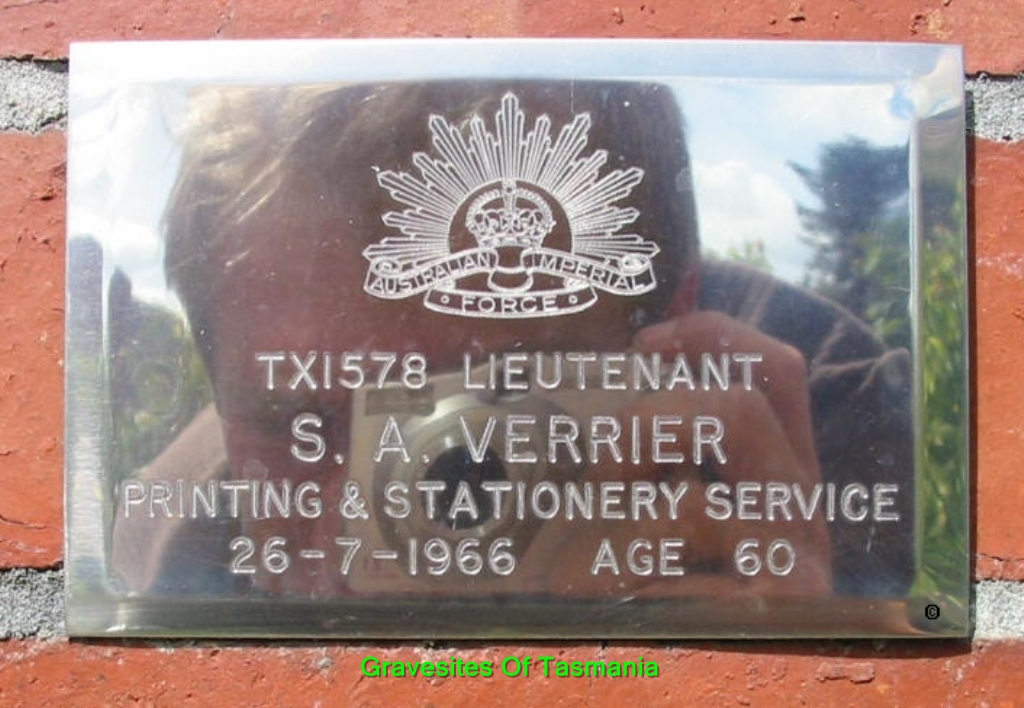 AUSTRALIAN IMPERIAL
• FORCE •
TX1578 LIEUTENANT
S. A. VERRIER
PRINTING & STATIONERY SERVICE
26-7-1966 AGE 60
©
Gravesites Of Tasmania